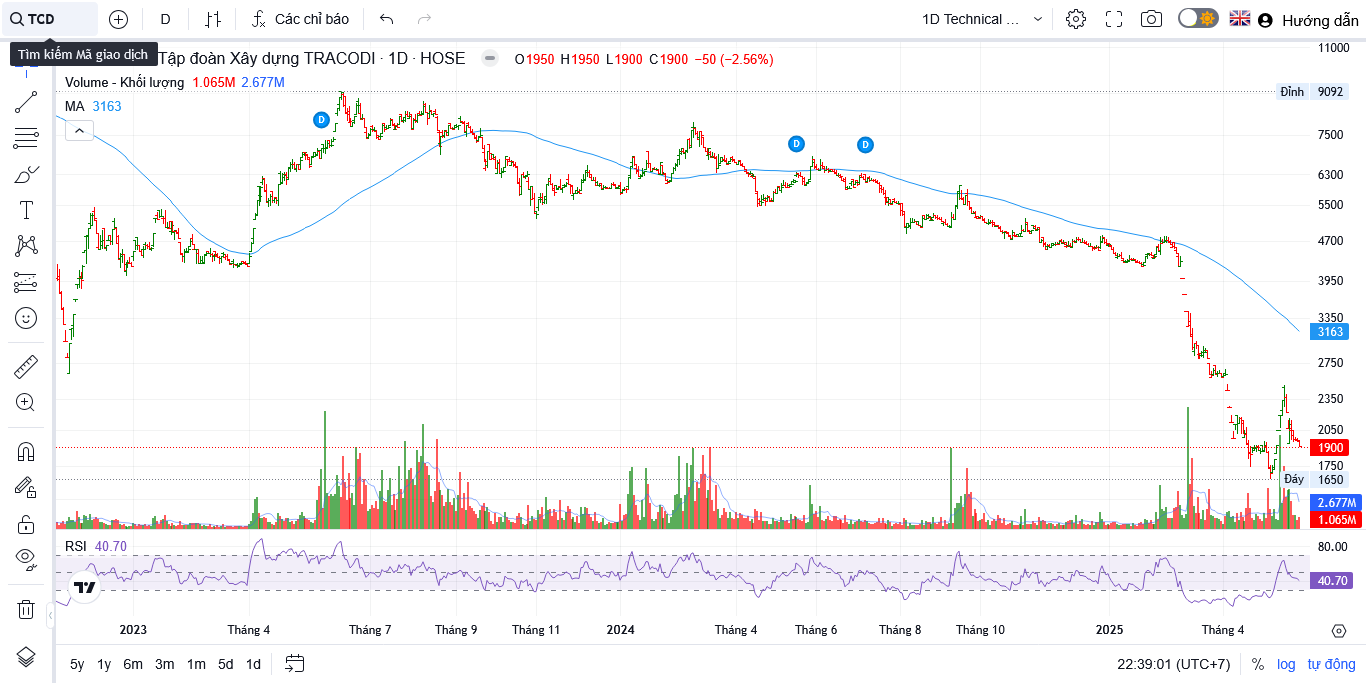 TCD
D
Các chỉ báo
1D Technical ...
Hướng dẫn
Tìm kiếm Mã giao dịch
Tập đoàn Xây dựng TRACODI · 1D · HOSE
O1950 H1950 L1900 C1900 −50 (−2.56%)
Volume - Khối lượng 1.065M 2.677M
MA 3163
D
D
D
11000
Đỉnh 9092
7500
6300
5500
4700
3950
3350
3163
2750
2350
2050
1900
1750
Đáy 1650
2.677M
1.065M
RSI 40.70
80.00
40.70
2023
Tháng 4
Tháng 7
Tháng 9
Tháng 11
2024
Tháng 4
Tháng 6
Tháng 8
Tháng 10
2025
Tháng 4
5y 1y 6m 3m 1m 5d 1d
22:39:01 (UTC+7)
% log tự động